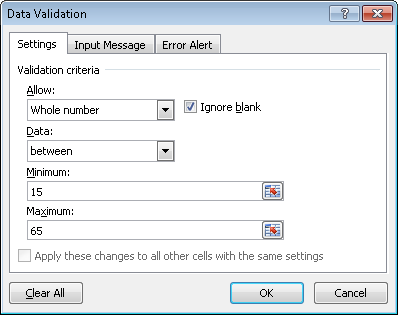 Data Validation
Settings Input Message Error Alert
Validation criteria
Allow:
Whole number Ignore blank
Data:
between
Minimum:
15
Maximum:
65
Apply these changes to all other cells with the same settings
Clear All OK Cancel